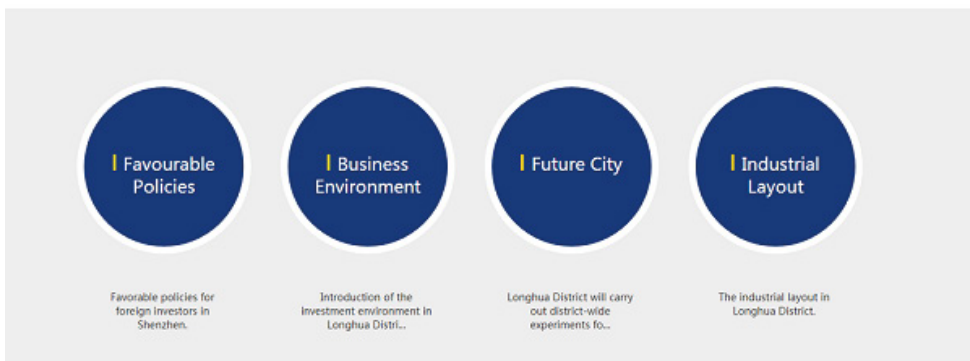 Favourable
Policies
Business
Environment
Future City
Industrial
Layout
Favorable policies for
foreign investors in
Shenzhen.
Introduction of the
investment environment in
Longhua Distri...
Longhua District will carry
out district-wide
experiments fo...
The industrial layout in
Longhua District.